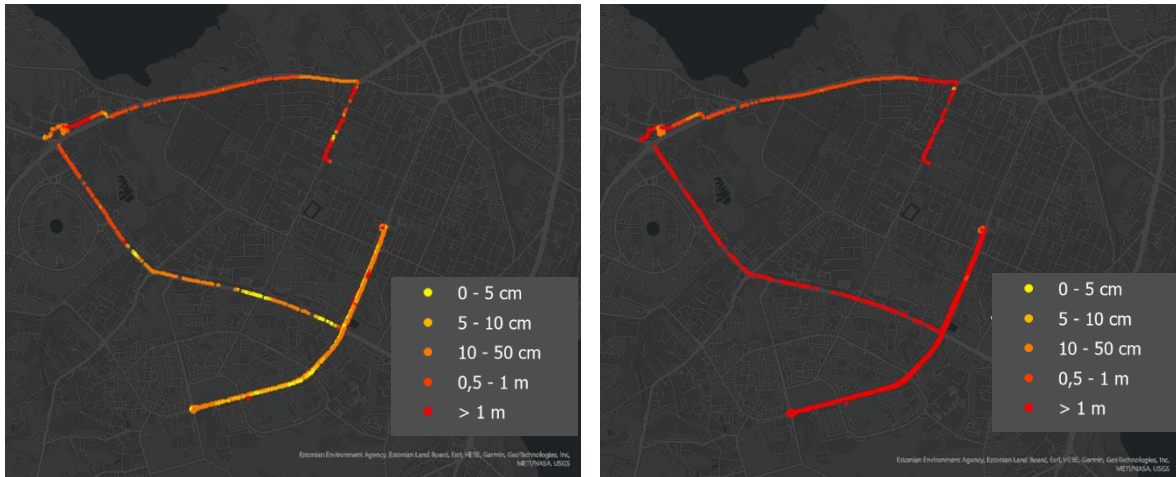 0 - 5 cm
5 - 10 cm
10 - 50 cm
0,5 - 1 m
> 1 m
Estonian Environment Agency, Estonian Land Board, Esri, HERE, Garmin, GeoTechnologies, Inc,
METI/NASA, USGS
0 - 5 cm
5 - 10 cm
10 - 50 cm
0,5 - 1 m
> 1 m
Estonian Environment Agency, Estonian Land Board, Esri, HERE, Garmin, GeoTechnologies, Inc,
METI/NASA, USGS